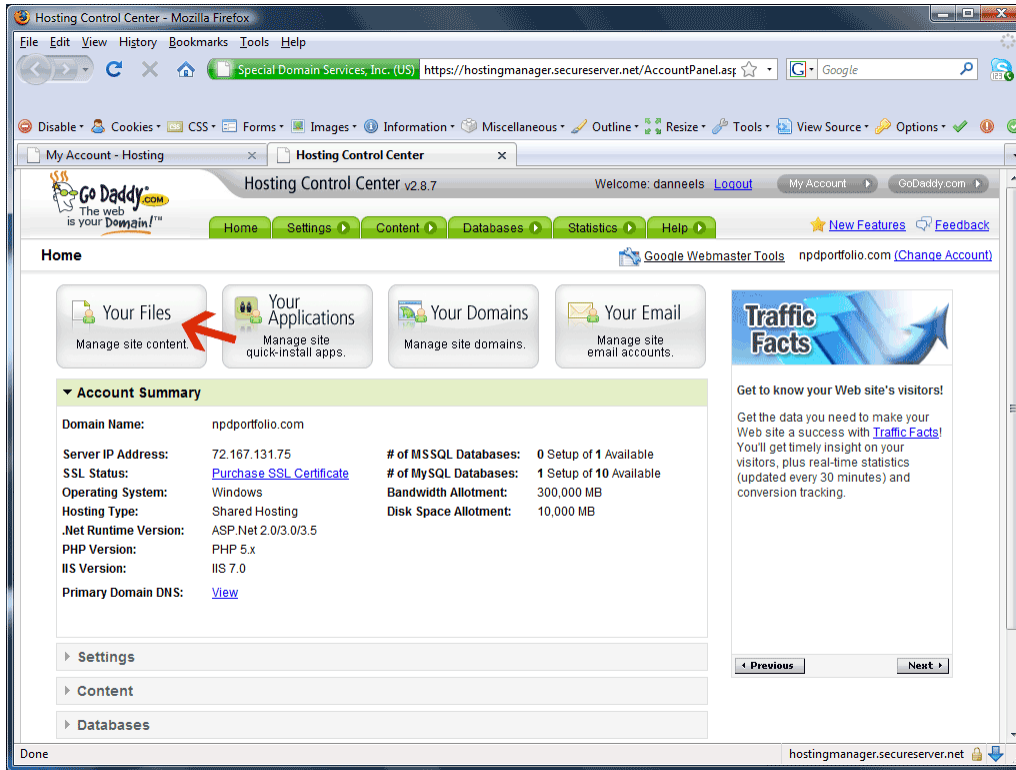 Hosting Control Center - Mozilla Firefox
File Edit View History Bookmarks Tools Help
Special Domain Services, Inc. (US) https://hostingmanager.secureserver.net/AccountPanel.asp
G Google
Disable Cookies CSS Forms Images Information Miscellaneous Outline Resize Tools View Source Options
My Account - Hosting
Hosting Control Center
Go Daddy.COM
The web
is your Domain!™
Hosting Control Center v2.8.7
Welcome: danneels Logout My Account GoDaddy.com
Home Settings Content Databases Statistics Help
New Features Feedback
Home
Google Webmaster Tools npdportfolio.com (Change Account)
Your Files
Manage site content.
Your
Applications
Manage site
quick-install apps.
Your Domains
Manage site domains.
Your Email
Manage site
email accounts.
Account Summary
Domain Name: npdportfolio.com
Server IP Address: 72.167.131.75 # of MSSQL Databases: 0 Setup of 1 Available
SSL Status: Purchase SSL Certificate # of MySQL Databases: 1 Setup of 10 Available
Operating System: Windows Bandwidth Allotment: 300,000 MB
Hosting Type: Shared Hosting Disk Space Allotment: 10,000 MB
.Net Runtime Version: ASP.Net 2.0/3.0/3.5
PHP Version: PHP 5.x
IIS Version: IIS 7.0
Primary Domain DNS: View
Settings
Content
Databases
Traffic
Facts
Get to know your Web site's visitors!
Get the data you need to make your
Web site a success with Traffic Facts!
You'll get timely insight on your
visitors, plus real-time statistics
(updated every 30 minutes) and
conversion tracking.
Previous Next
Done hostingmanager.secureserver.net